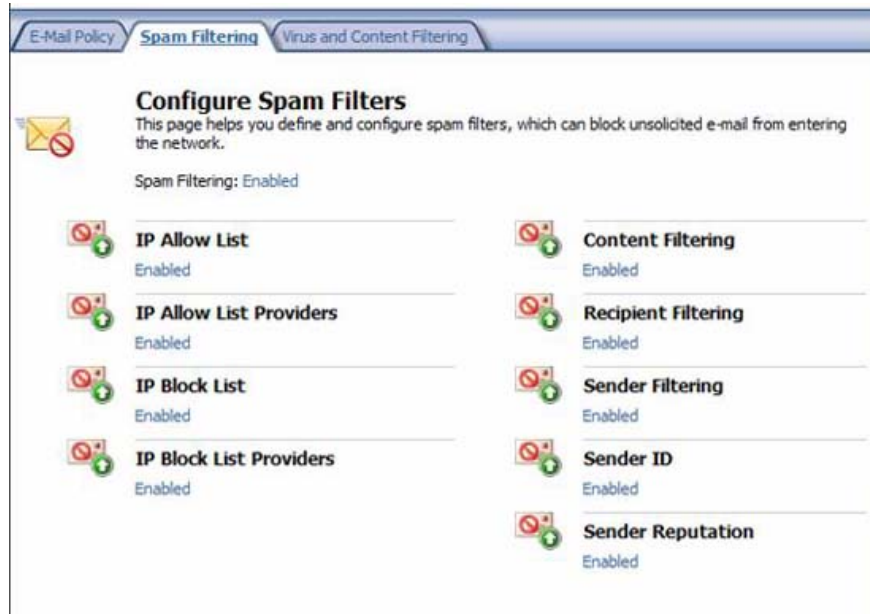 E-Mail Policy
Spam Filtering
Virus and Content Filtering
Configure Spam Filters
This page helps you define and configure spam filters, which can block unsolicited e-mail from entering
the network.
Spam Filtering: Enabled
IP Allow List
Enabled
IP Allow List Providers
Enabled
IP Block List
Enabled
IP Block List Providers
Enabled
Content Filtering
Enabled
Recipient Filtering
Enabled
Sender Filtering
Enabled
Sender ID
Enabled
Sender Reputation
Enabled